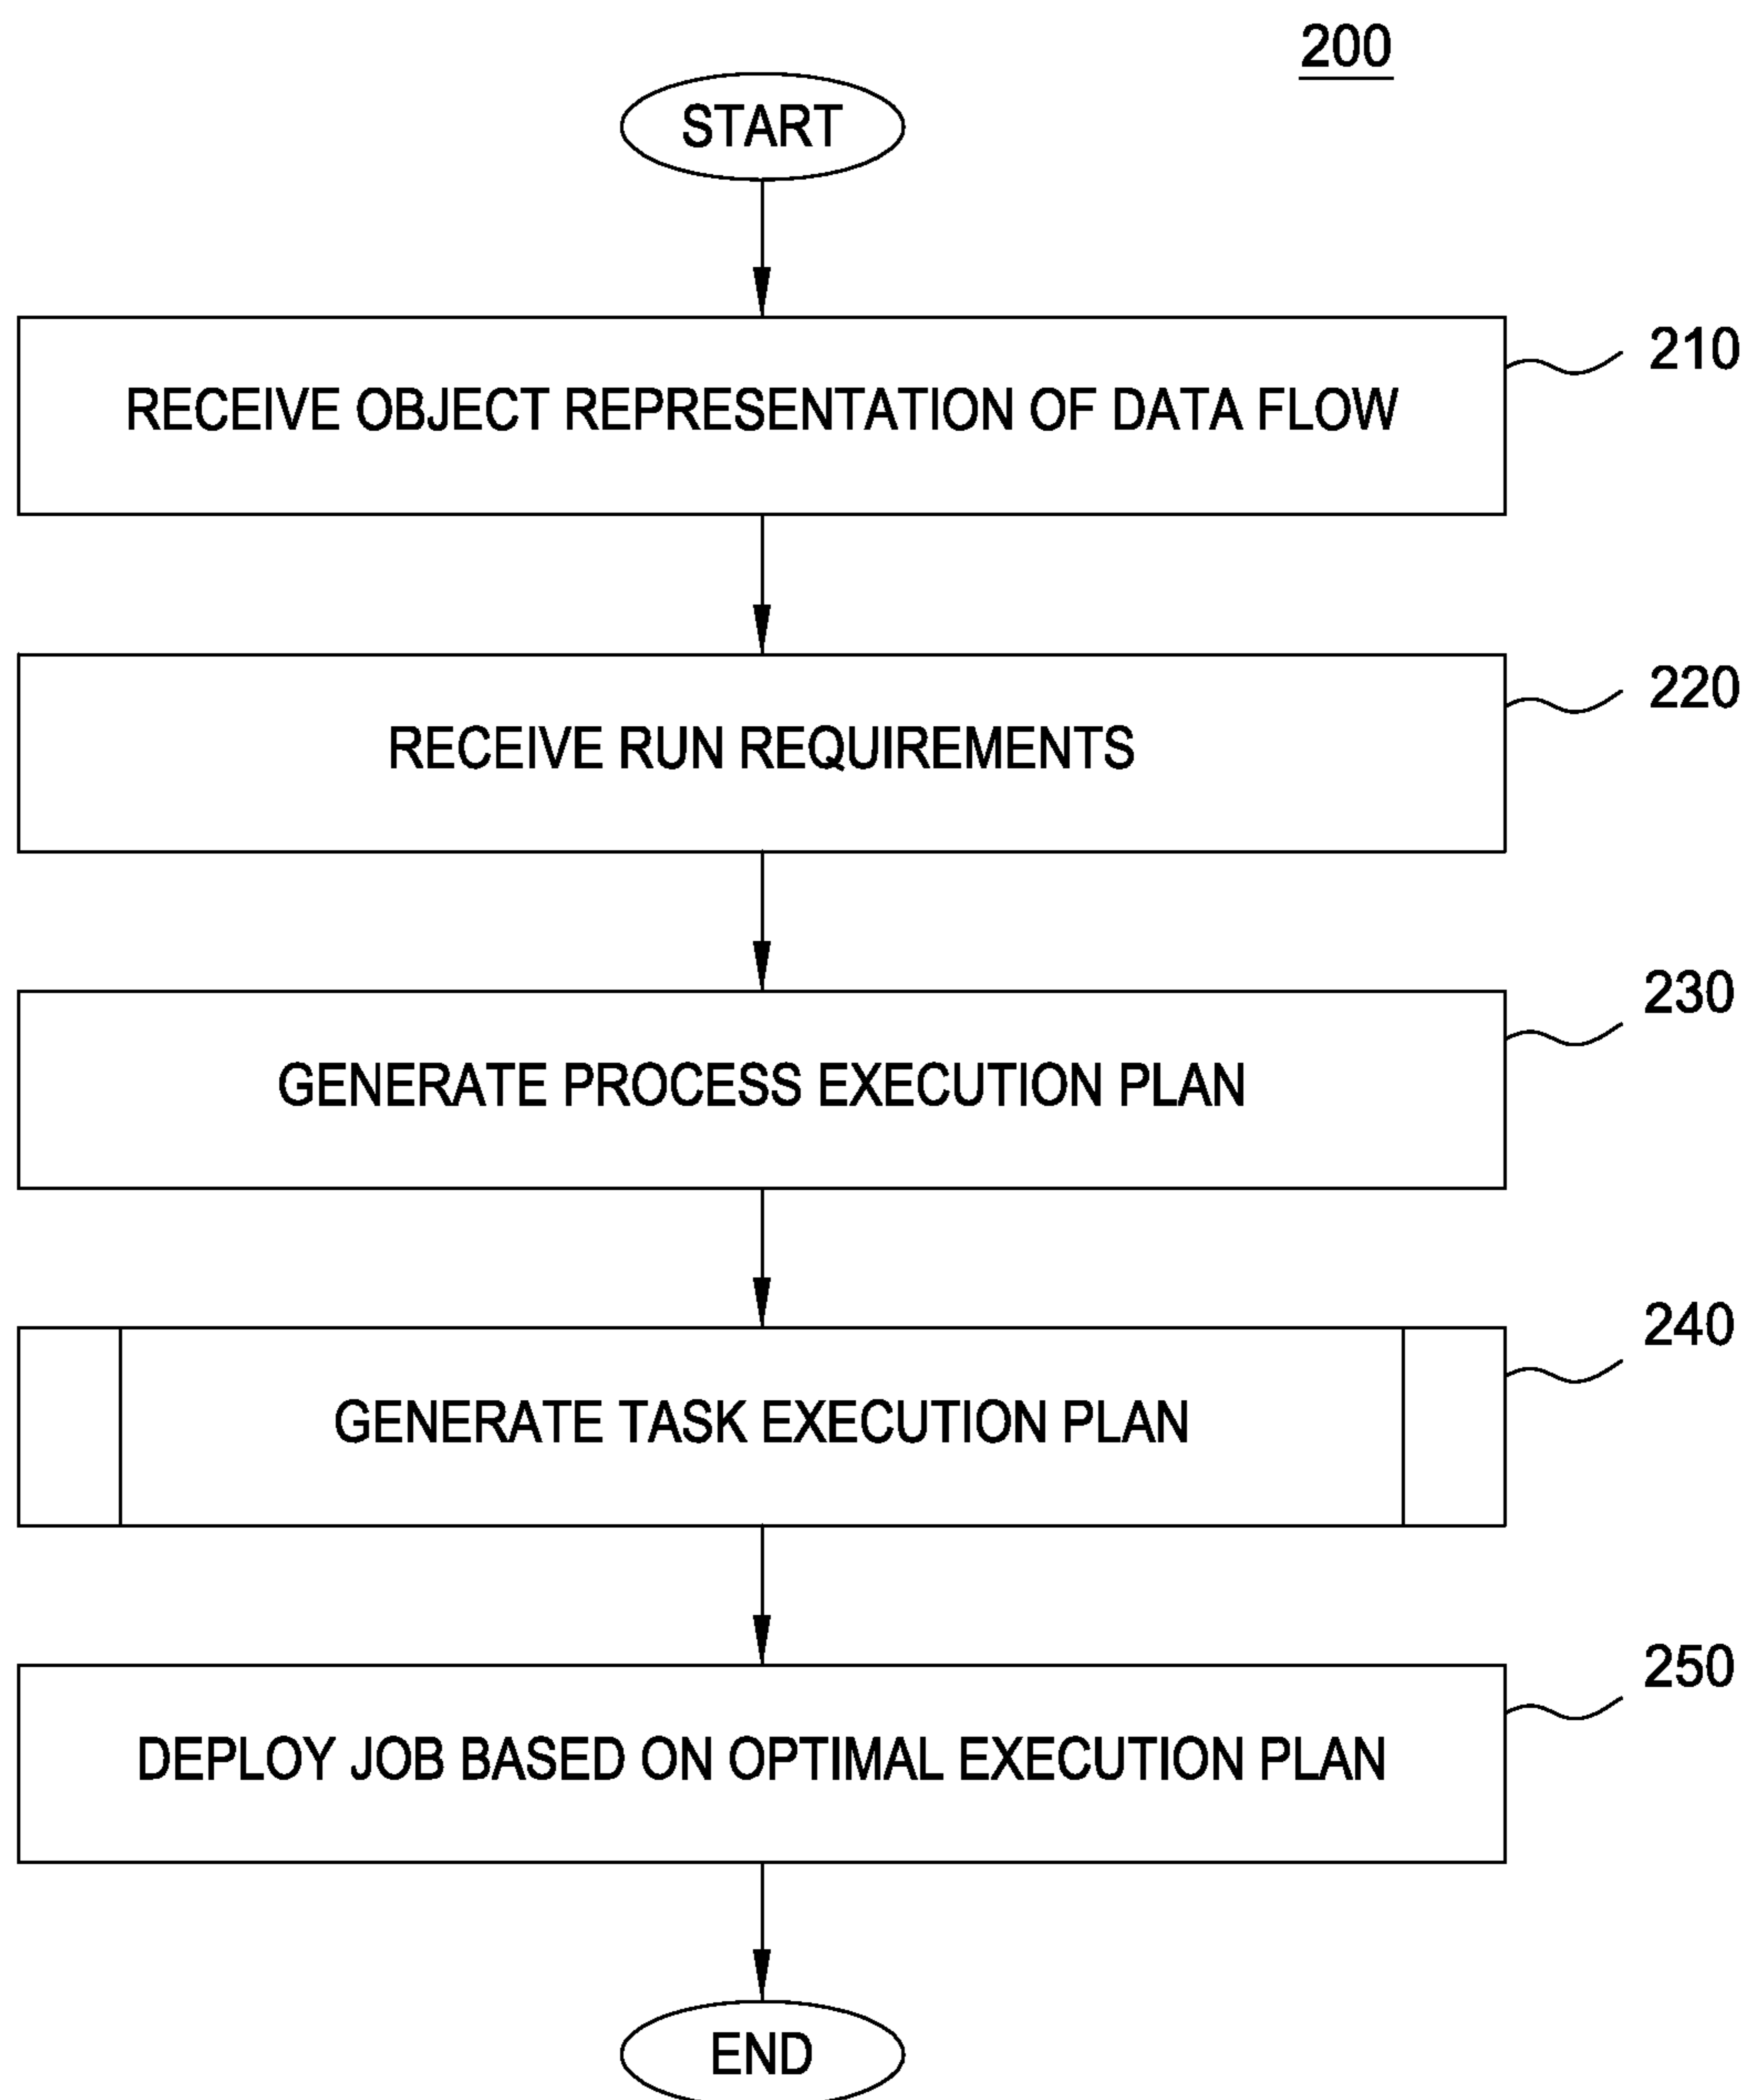 200
START
RECEIVE OBJECT REPRESENTATION OF DATA FLOW
210
RECEIVE RUN REQUIREMENTS
220
GENERATE PROCESS EXECUTION PLAN
230
GENERATE TASK EXECUTION PLAN
240
DEPLOY JOB BASED ON OPTIMAL EXECUTION PLAN
250
END